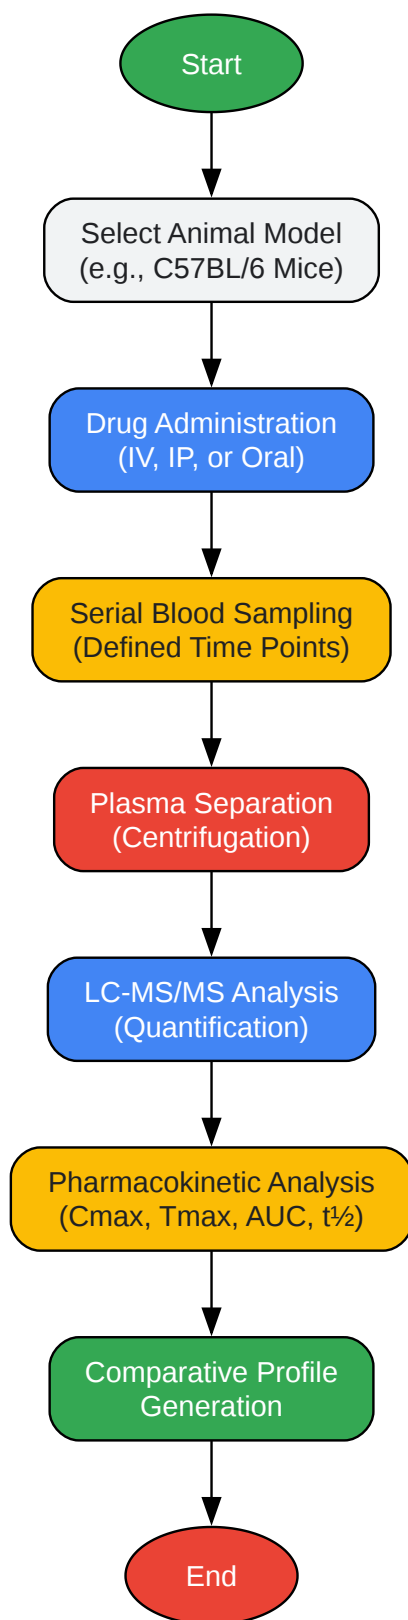 Start
Select Animal Model
(e.g., C57BL/6 Mice)
Drug Administration
(IV, IP, or Oral)
Serial Blood Sampling
(Defined Time Points)
Plasma Separation
(Centrifugation)
LC-MS/MS Analysis
(Quantification)
Pharmacokinetic Analysis
(Cmax, Tmax, AUC, t½)
Comparative Profile
Generation
End